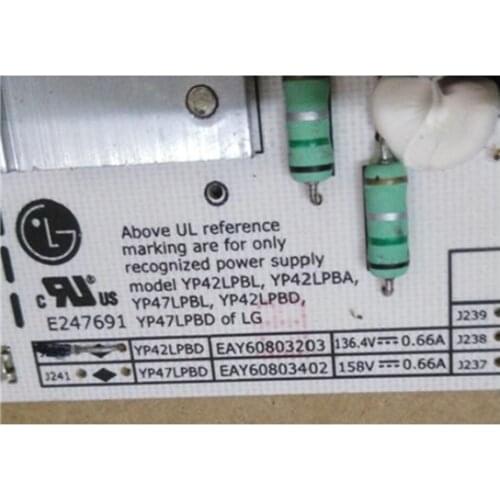 LG
Above UL reference
marking are for only
recognized power supply
model YP42LPBL, YP42LPBA,
YP47LPBL, YP42LPBD,
YP47LPBD of LG
c RU US
E247691
YP42LPBD EAY60803203 136.4V⎓0.66A
J241 YP47LPBD EAY60803402 158V⎓0.66A
J239
J238
J237